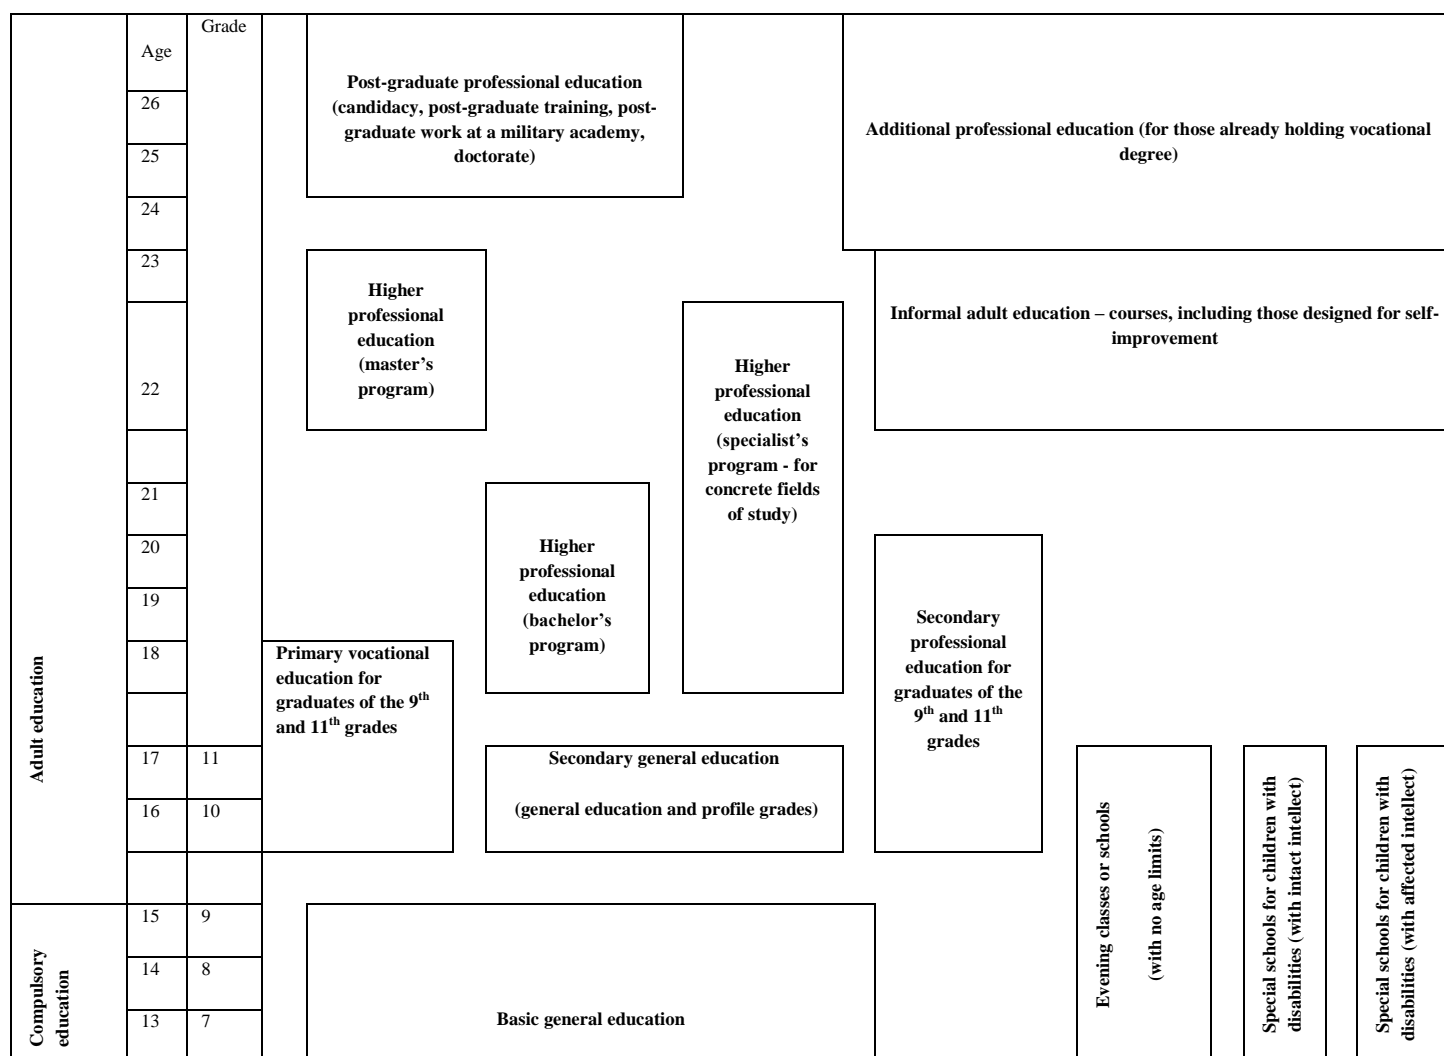 Grade
Age
Post-graduate professional education
(candidacy, post-graduate training, post-
graduate work at a military academy,
doctorate)
26
Additional professional education (for those already holding vocational
degree)
25
24
23
Higher
professional
education
(master's
program)
Informal adult education – courses, including those designed for self-
improvement
22
Higher
professional
education
(specialist's
program - for
concrete fields
of study)
21
20
Higher
professional
education
(bachelor's
program)
19
Secondary
professional
education for
graduates of the
9th and 11th
grades
18
Primary vocational
education for
graduates of the 9th
and 11th grades
Adult education
17 11
Secondary general education
16 10
(general education and profile grades)
Evening classes or schools
(with no age limits)
Special schools for children with
disabilities (with intact intellect)
Special schools for children with
disabilities (with affected intellect)
Compulsory
education
15 9
14 8
13 7
Basic general education